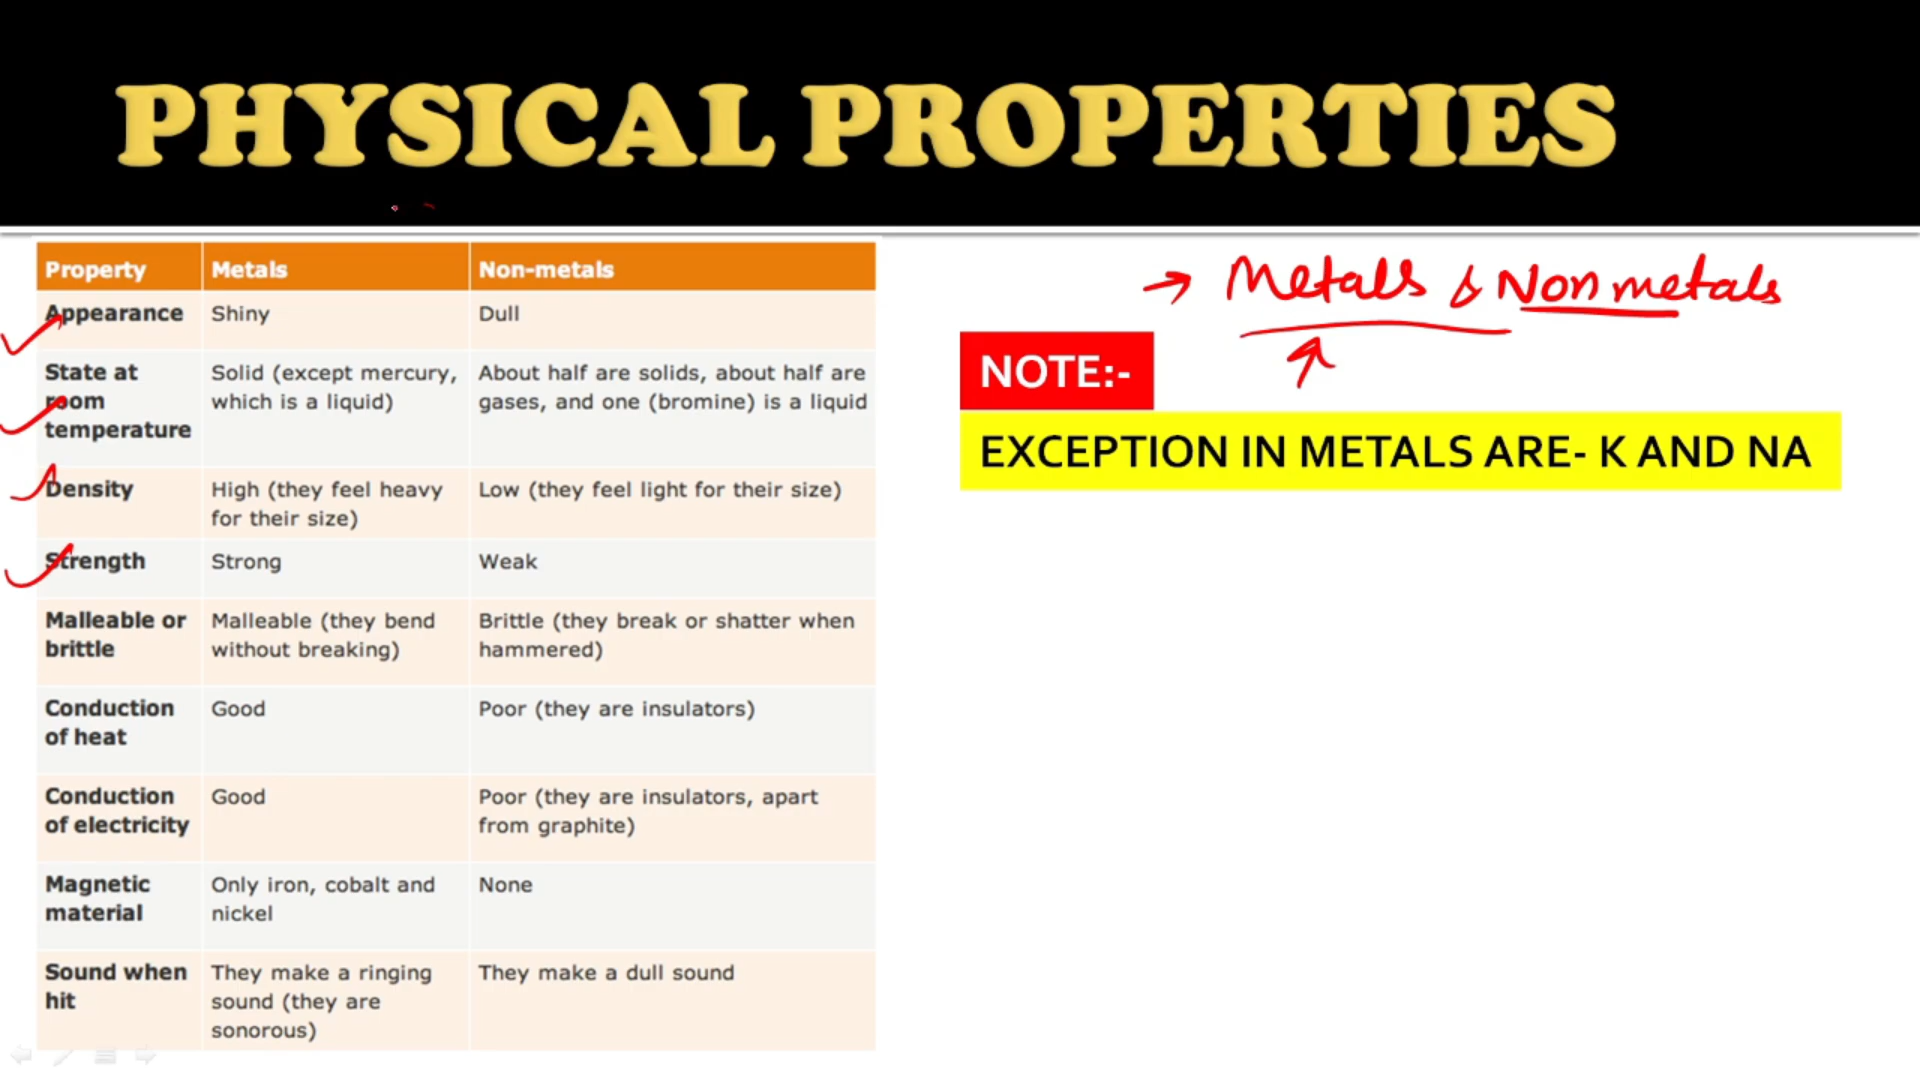 PHYSICAL PROPERTIES
→ Metals & Nonmetals
NOTE:-
EXCEPTION IN METALS ARE- K AND NA
Property Metals Non-metals
Appearance Shiny Dull
State at room temperature Solid (except mercury, which is a liquid) About half are solids, about half are gases, and one (bromine) is a liquid
Density High (they feel heavy for their size) Low (they feel light for their size)
Strength Strong Weak
Malleable or brittle Malleable (they bend without breaking) Brittle (they break or shatter when hammered)
Conduction of heat Good Poor (they are insulators)
Conduction of electricity Good Poor (they are insulators, apart from graphite)
Magnetic material Only iron, cobalt and nickel None
Sound when hit They make a ringing sound (they are sonorous) They make a dull sound